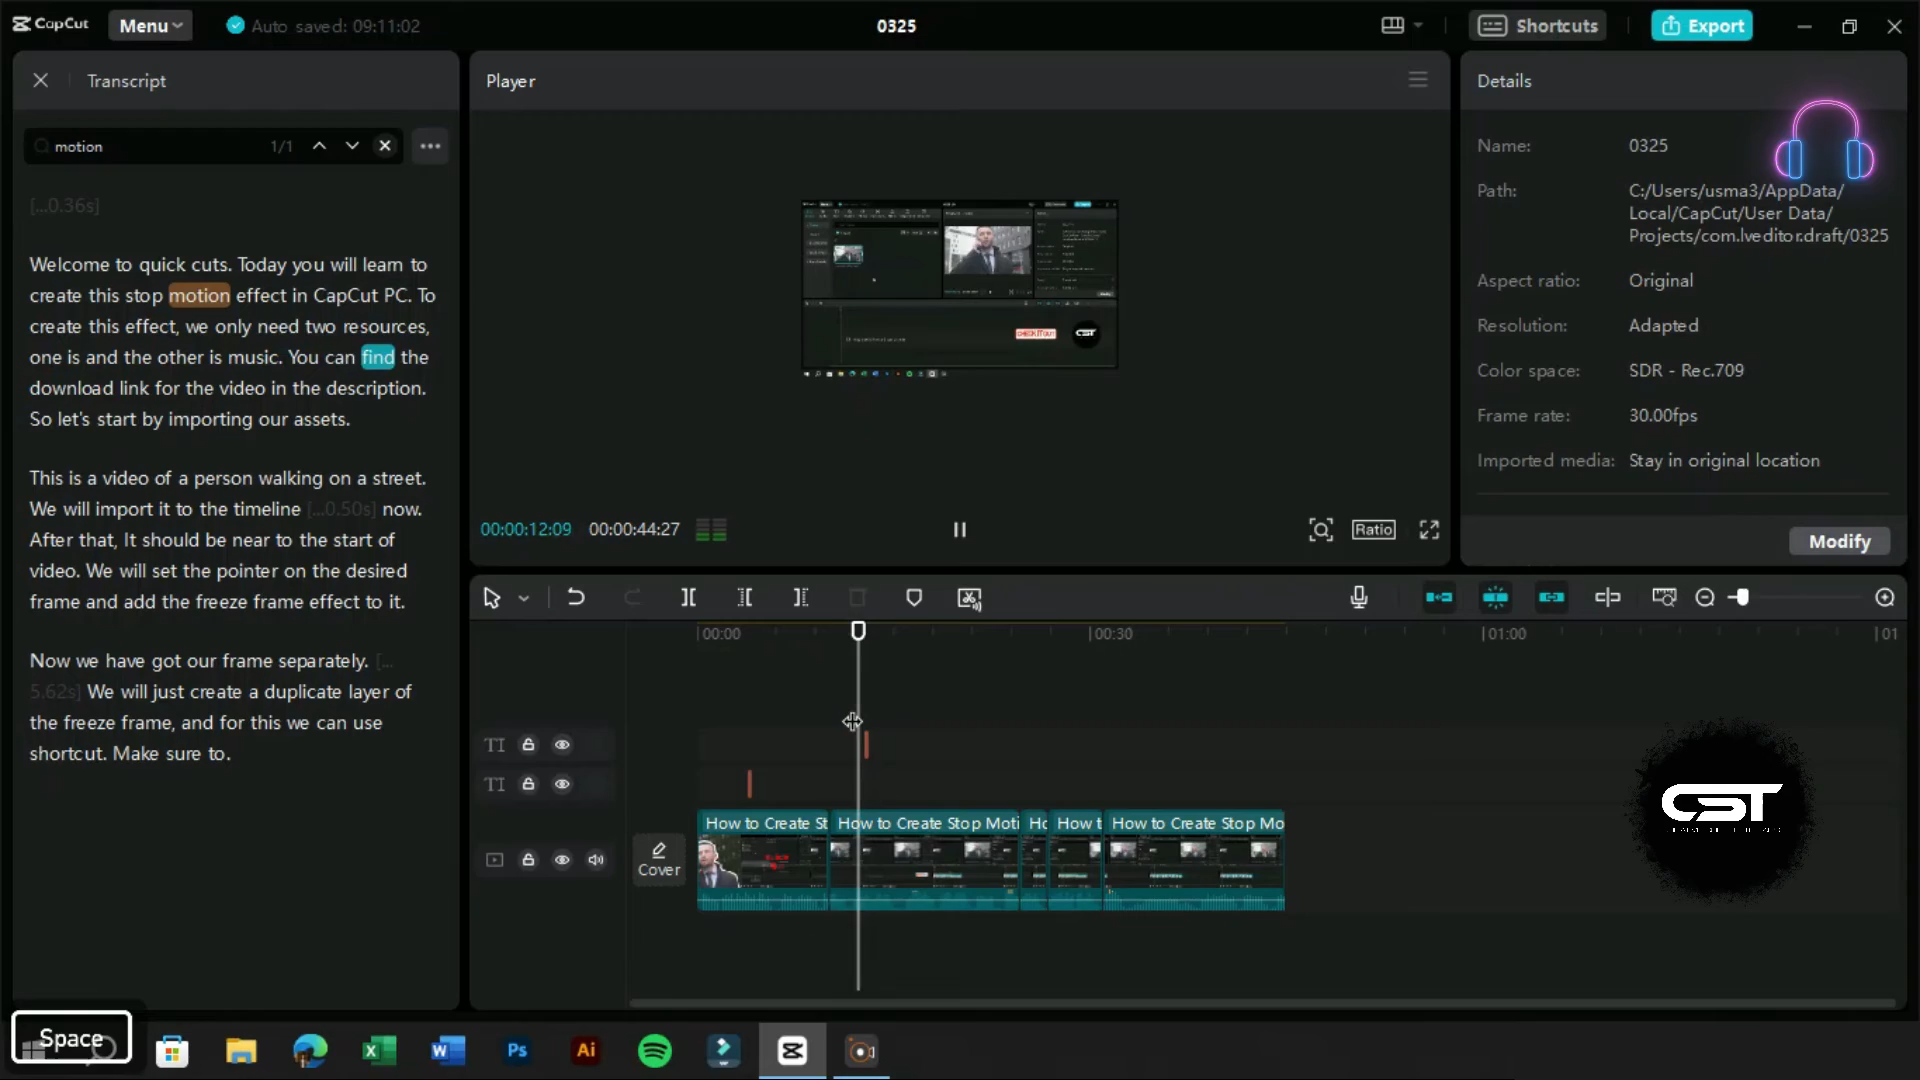 CapCut
Menu
Auto saved: 09:11:02
0325
Shortcuts
Export
Transcript
motion
1/1
[...0.36s]
Welcome to quick cuts. Today you will learn to
create this stop motion effect in CapCut PC. To
create this effect, we only need two resources,
one is and the other is music. You can find the
download link for the video in the description.
So let's start by importing our assets.
This is a video of a person walking on a street.
We will import it to the timeline [...0.50s] now.
After that, It should be near to the start of
video. We will set the pointer on the desired
frame and add the freeze frame effect to it.
Now we have got our frame separately. [...
5.62s] We will just create a duplicate layer of
the freeze frame, and for this we can use
shortcut. Make sure to.
Player
CHECK IT OUT
CST
00:00:12:09
00:00:44:27
Ratio
Details
Name:
0325
Path:
C:/Users/usma3/AppData/
Local/CapCut/User Data/
Projects/com.lveditor.draft/0325
Aspect ratio:
Original
Resolution:
Adapted
Color space:
SDR - Rec.709
Frame rate:
30.00fps
Imported media:
Stay in original location
Modify
00:00
00:30
01:00
01
TI
TI
Cover
How to Create St
How to Create Stop Moti
Ho
How t
How to Create Stop Mo
CST
Space
X
W
Ps
Ai